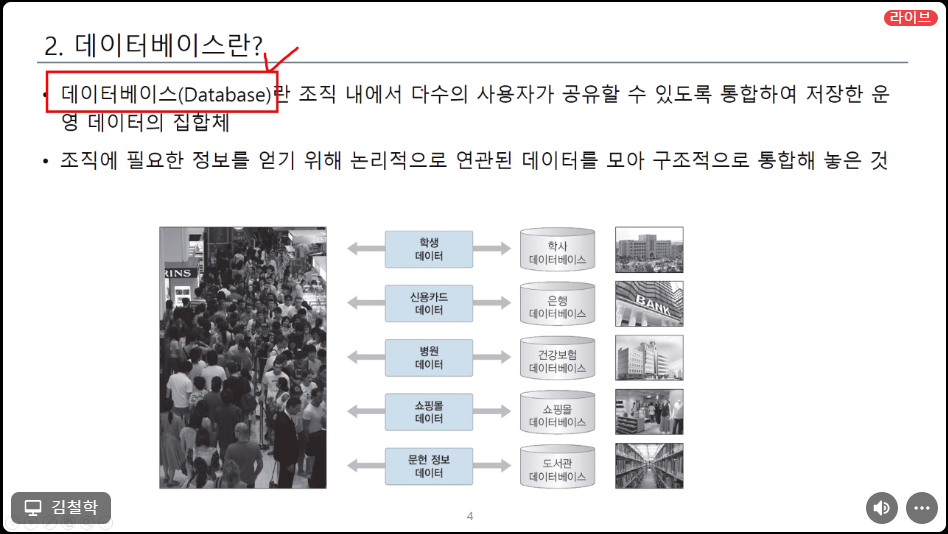 라이브
2. 데이터베이스란?
• 데이터베이스(Database)란 조직 내에서 다수의 사용자가 공유할 수 있도록 통합하여 저장한 운
영 데이터의 집합체
• 조직에 필요한 정보를 얻기 위해 논리적으로 연관된 데이터를 모아 구조적으로 통합해 놓은 것
RINS
학생
데이터
학사
데이터베이스
신용카드
데이터
은행
데이터베이스
BANK
병원
데이터
건강보험
데이터베이스
쇼핑몰
데이터
쇼핑몰
데이터베이스
문헌 정보
데이터
도서관
데이터베이스
김철학
4